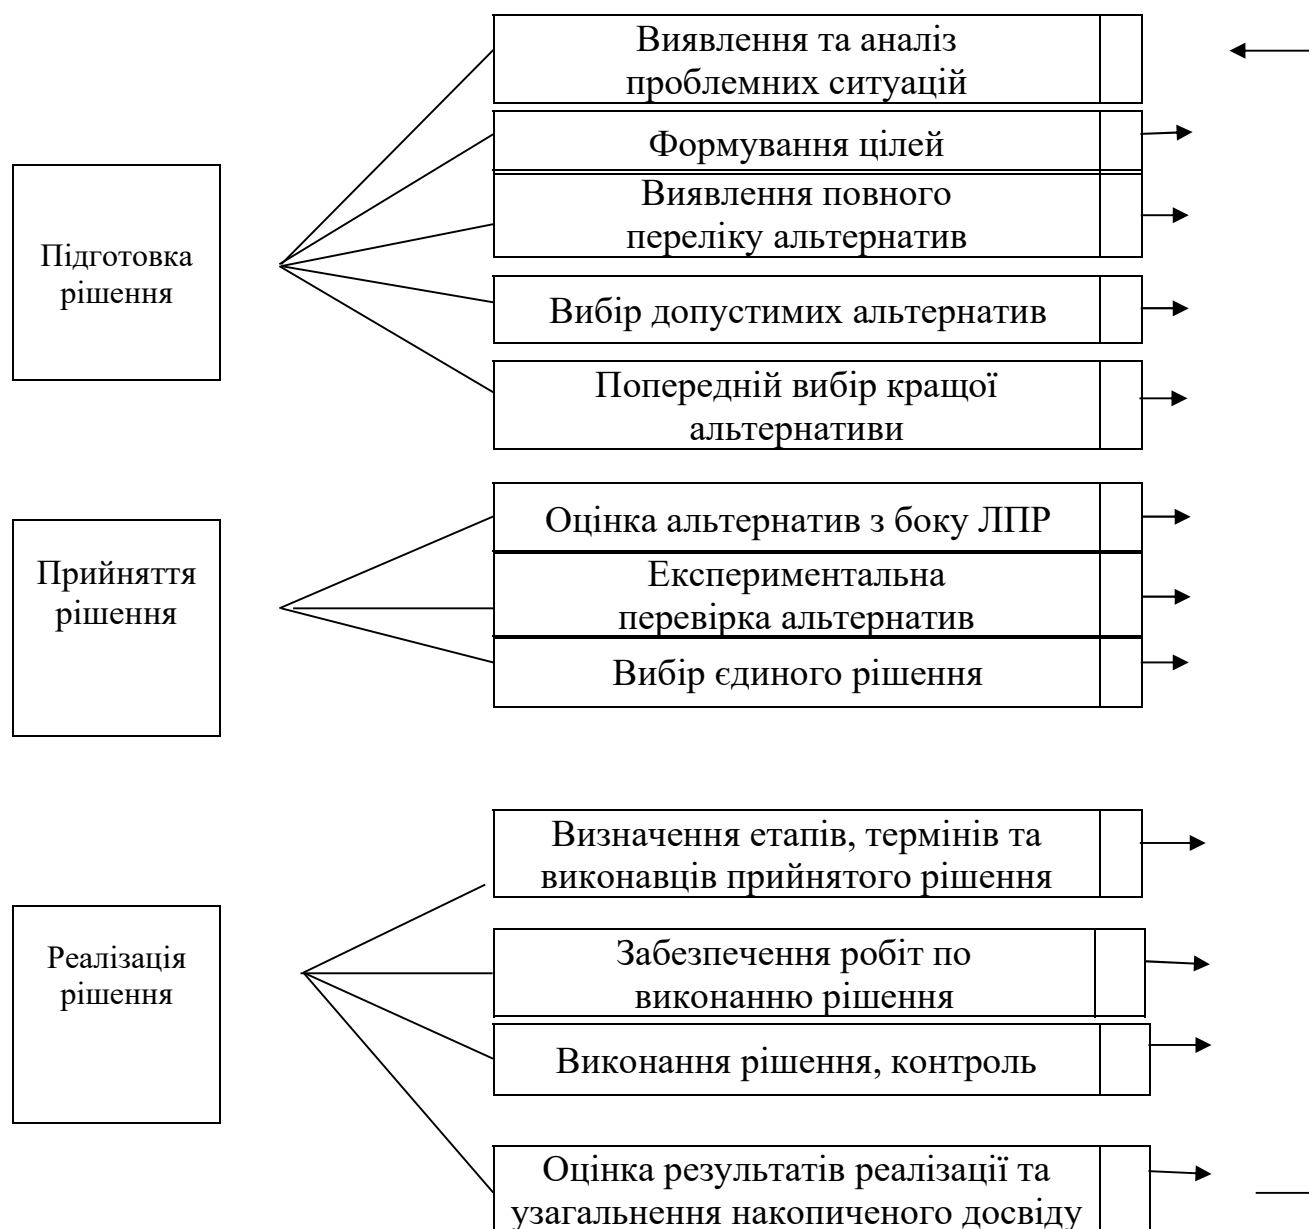 Виявлення та аналіз
проблемних ситуацій
Формування цілей
Виявлення повного
переліку альтернатив
Підготовка
рішення
Вибір допустимих альтернатив
Попередній вибір кращої
альтернативи
Оцінка альтернатив з боку ЛПР
Прийняття
рішення
Експериментальна
перевірка альтернатив
Вибір єдиного рішення
Визначення етапів, термінів та
виконавців прийнятого рішення
Реалізація
рішення
Забезпечення робіт по
виконанню рішення
Виконання рішення, контроль
Оцінка результатів реалізації та
узагальнення накопиченого досвіду